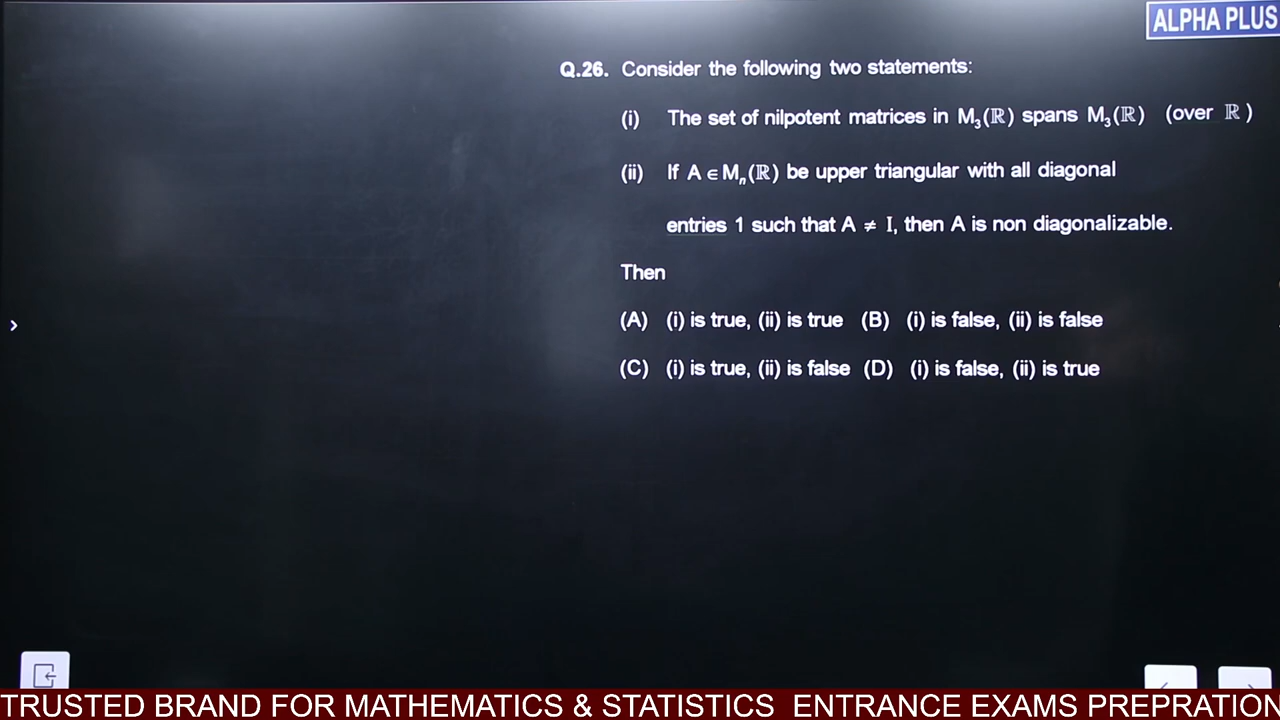 ALPHA PLUS
Q.26. Consider the following two statements:
(i) The set of nilpotent matrices in M₃(ℝ) spans M₃(ℝ) (over ℝ)
(ii) If A ∈ Mₙ(ℝ) be upper triangular with all diagonal
entries 1 such that A ≠ I, then A is non diagonalizable.
Then
(A) (i) is true, (ii) is true (B) (i) is false, (ii) is false
(C) (i) is true, (ii) is false (D) (i) is false, (ii) is true
TRUSTED BRAND FOR MATHEMATICS & STATISTICS ENTRANCE EXAMS PREPRATION